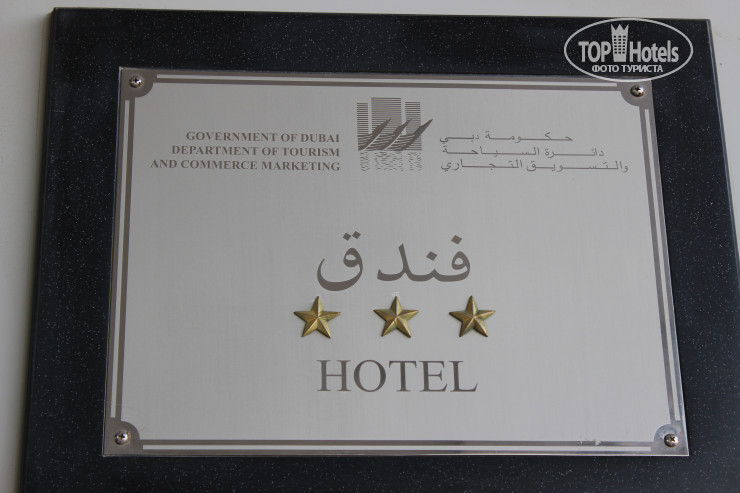 TOP Hotels
ФОТО ТУРИСТА
GOVERNMENT OF DUBAI
DEPARTMENT OF TOURISM
AND COMMERCE MARKETING
حكومة دبي
دائرة السياحة
والتسويق التجاري
فندق
HOTEL